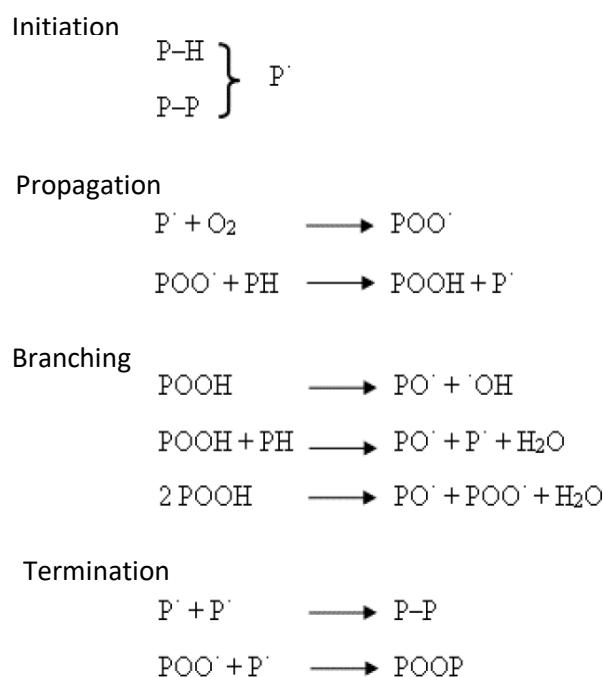 Initiation
P–H
P–P } P˙
Propagation
P˙ + O₂ ⟶ POO˙
POO˙ + PH ⟶ POOH + P˙
Branching
POOH ⟶ PO˙ + ˙OH
POOH + PH ⟶ PO˙ + P˙ + H₂O
2 POOH ⟶ PO˙ + POO˙ + H₂O
Termination
P˙ + P˙ ⟶ P–P
POO˙ + P˙ ⟶ POOP